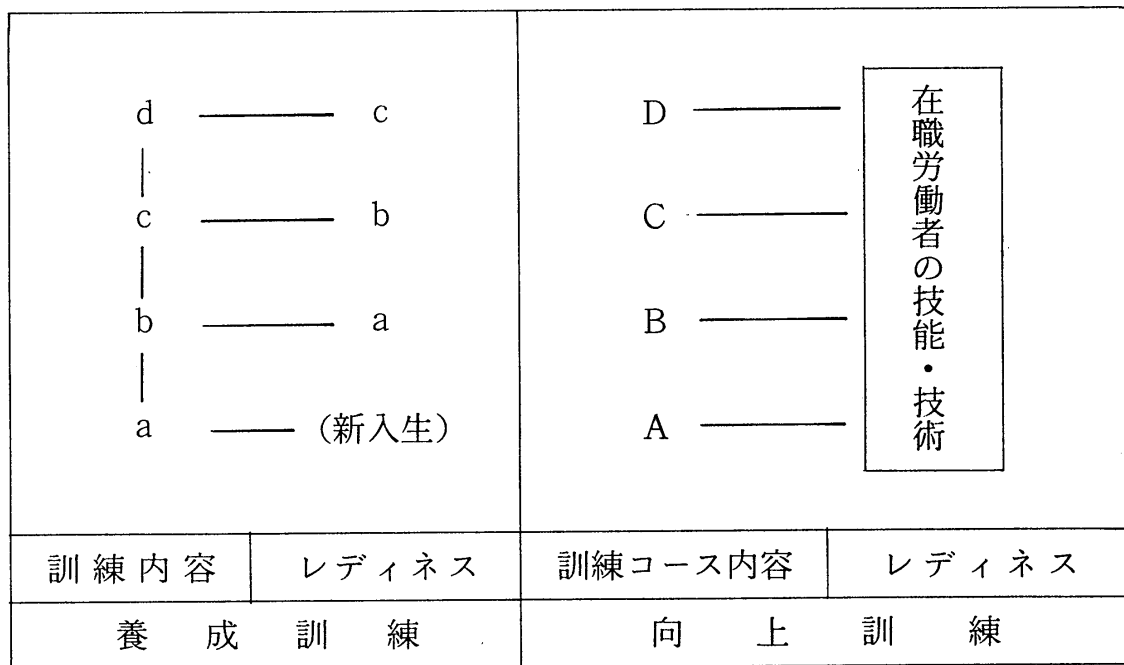 d c
c b
b a
a (新入生)
D
C
B
A
在職労働者の技能・技術
訓練内容 レディネス
訓練コース内容 レディネス
養成訓練
向上訓練